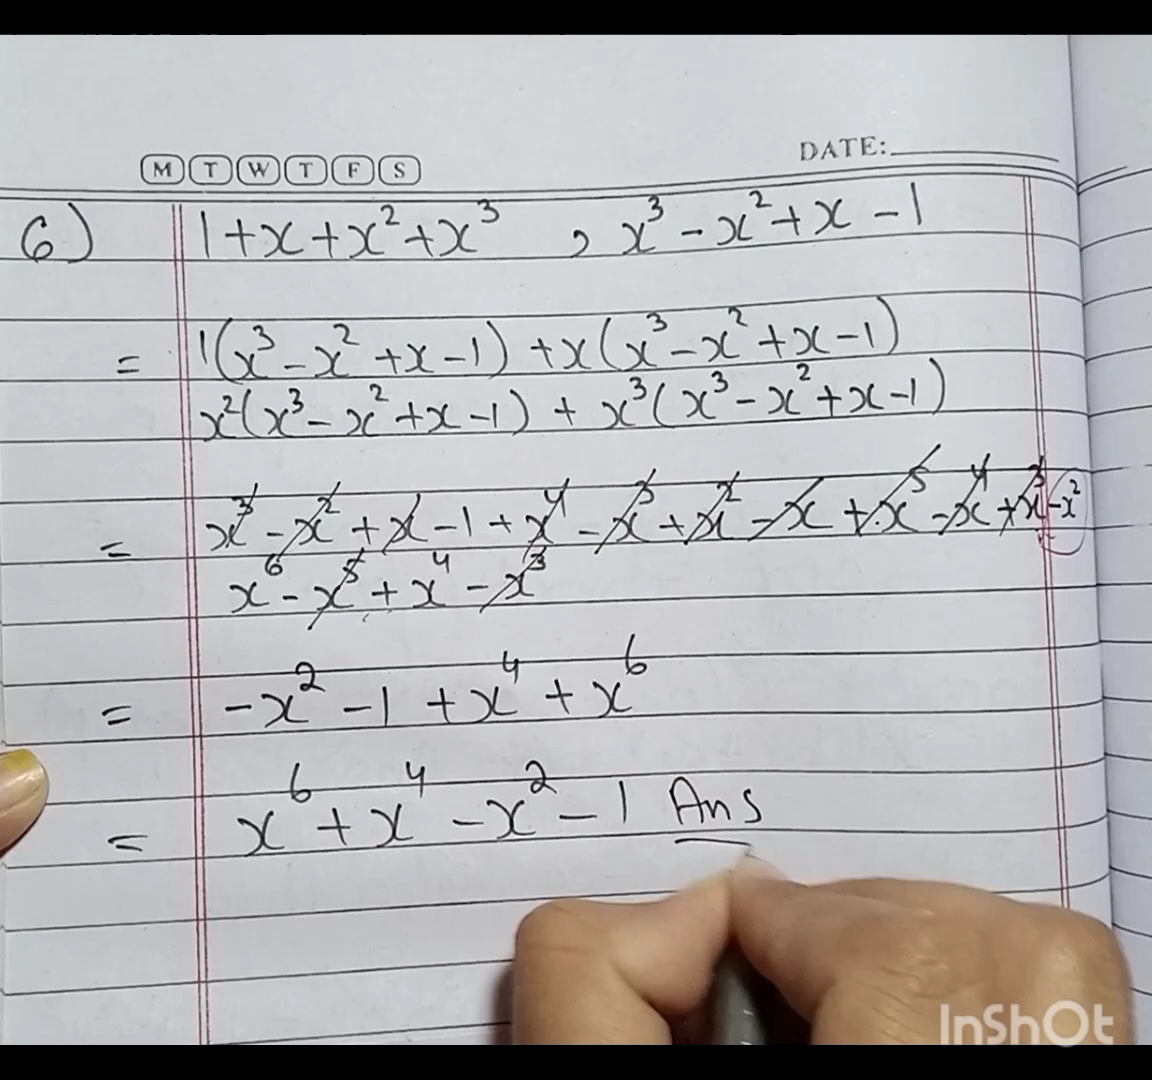 M T W T F S
DATE:
6) 1+x+x²+x³ , x³-x²+x-1
= 1(x³-x²+x-1)+x(x³-x²+x-1)
x²(x³-x²+x-1)+x³(x³-x²+x-1)
= x³-x²+x-1+x⁴-x³+x²-x+x⁵-x⁴+x³-x²
x⁶-x⁵+x⁴-x³
= -x²-1+x⁴+x⁶
= x⁶+x⁴-x²-1 Ans
InShOt